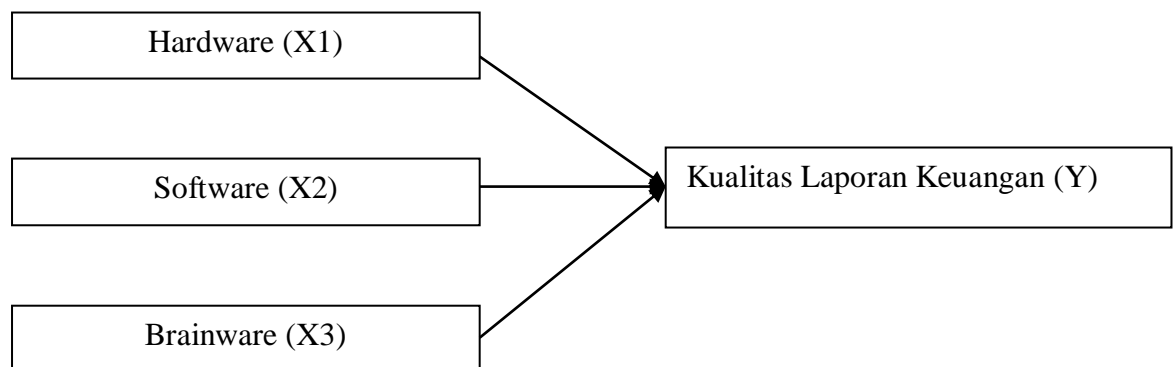 Hardware (X1)
Software (X2)
Kualitas Laporan Keuangan (Y)
Brainware (X3)